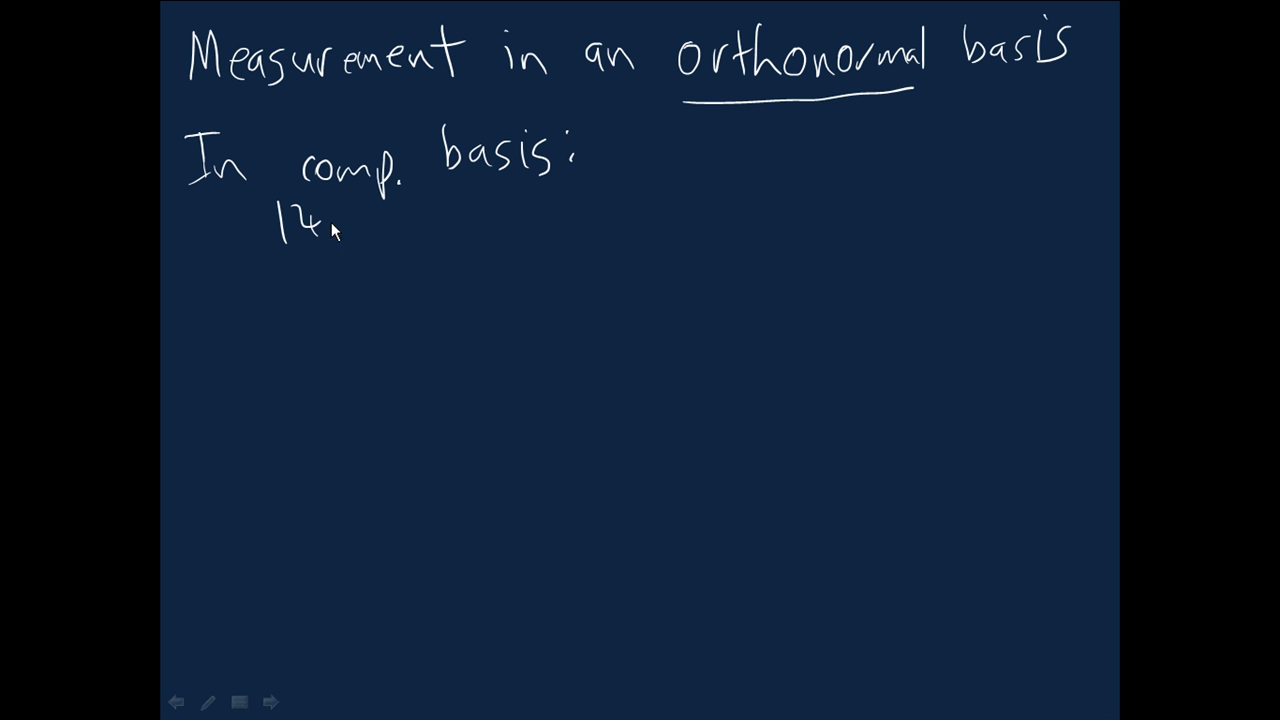 Measurement in an orthonormal basis
In comp. basis:
|ψ